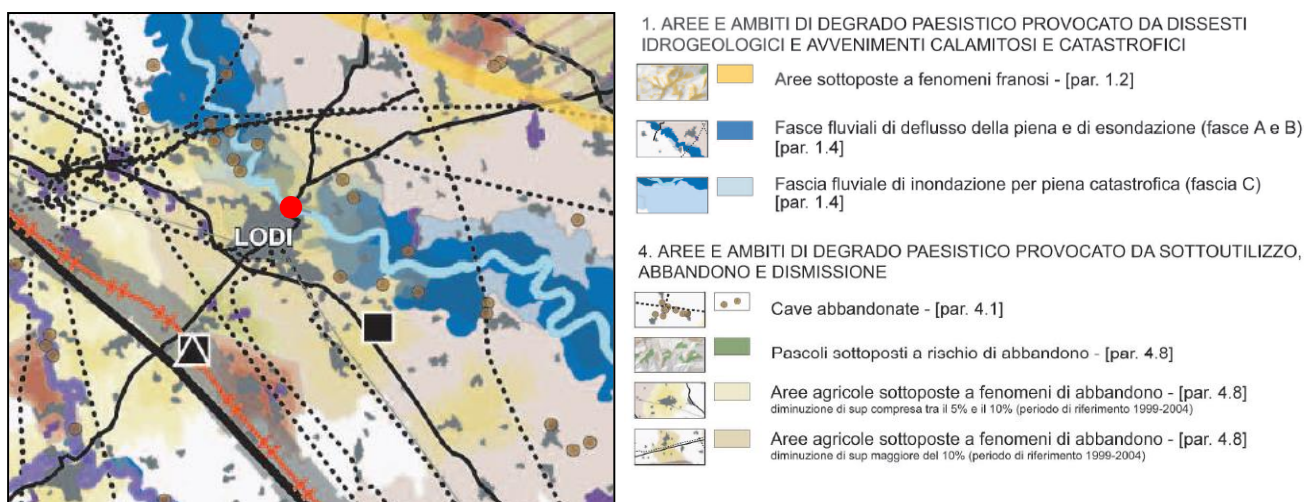 LODI
1. AREE E AMBITI DI DEGRADO PAESISTICO PROVOCATO DA DISSESTI
IDROGEOLOGICI E AVVENIMENTI CALAMITOSI E CATASTROFICI
Aree sottoposte a fenomeni franosi - [par. 1.2]
Fasce fluviali di deflusso della piena e di esondazione (fasce A e B)
[par. 1.4]
Fascia fluviale di inondazione per piena catastrofica (fascia C)
[par. 1.4]
4. AREE E AMBITI DI DEGRADO PAESISTICO PROVOCATO DA SOTTOUTILIZZO,
ABBANDONO E DISMISSIONE
Cave abbandonate - [par. 4.1]
Pascoli sottoposti a rischio di abbandono - [par. 4.8]
Aree agricole sottoposte a fenomeni di abbandono - [par. 4.8]
diminuzione di sup compresa tra il 5% e il 10% (periodo di riferimento 1999-2004)
Aree agricole sottoposte a fenomeni di abbandono - [par. 4.8]
diminuzione di sup maggiore del 10% (periodo di riferimento 1999-2004)